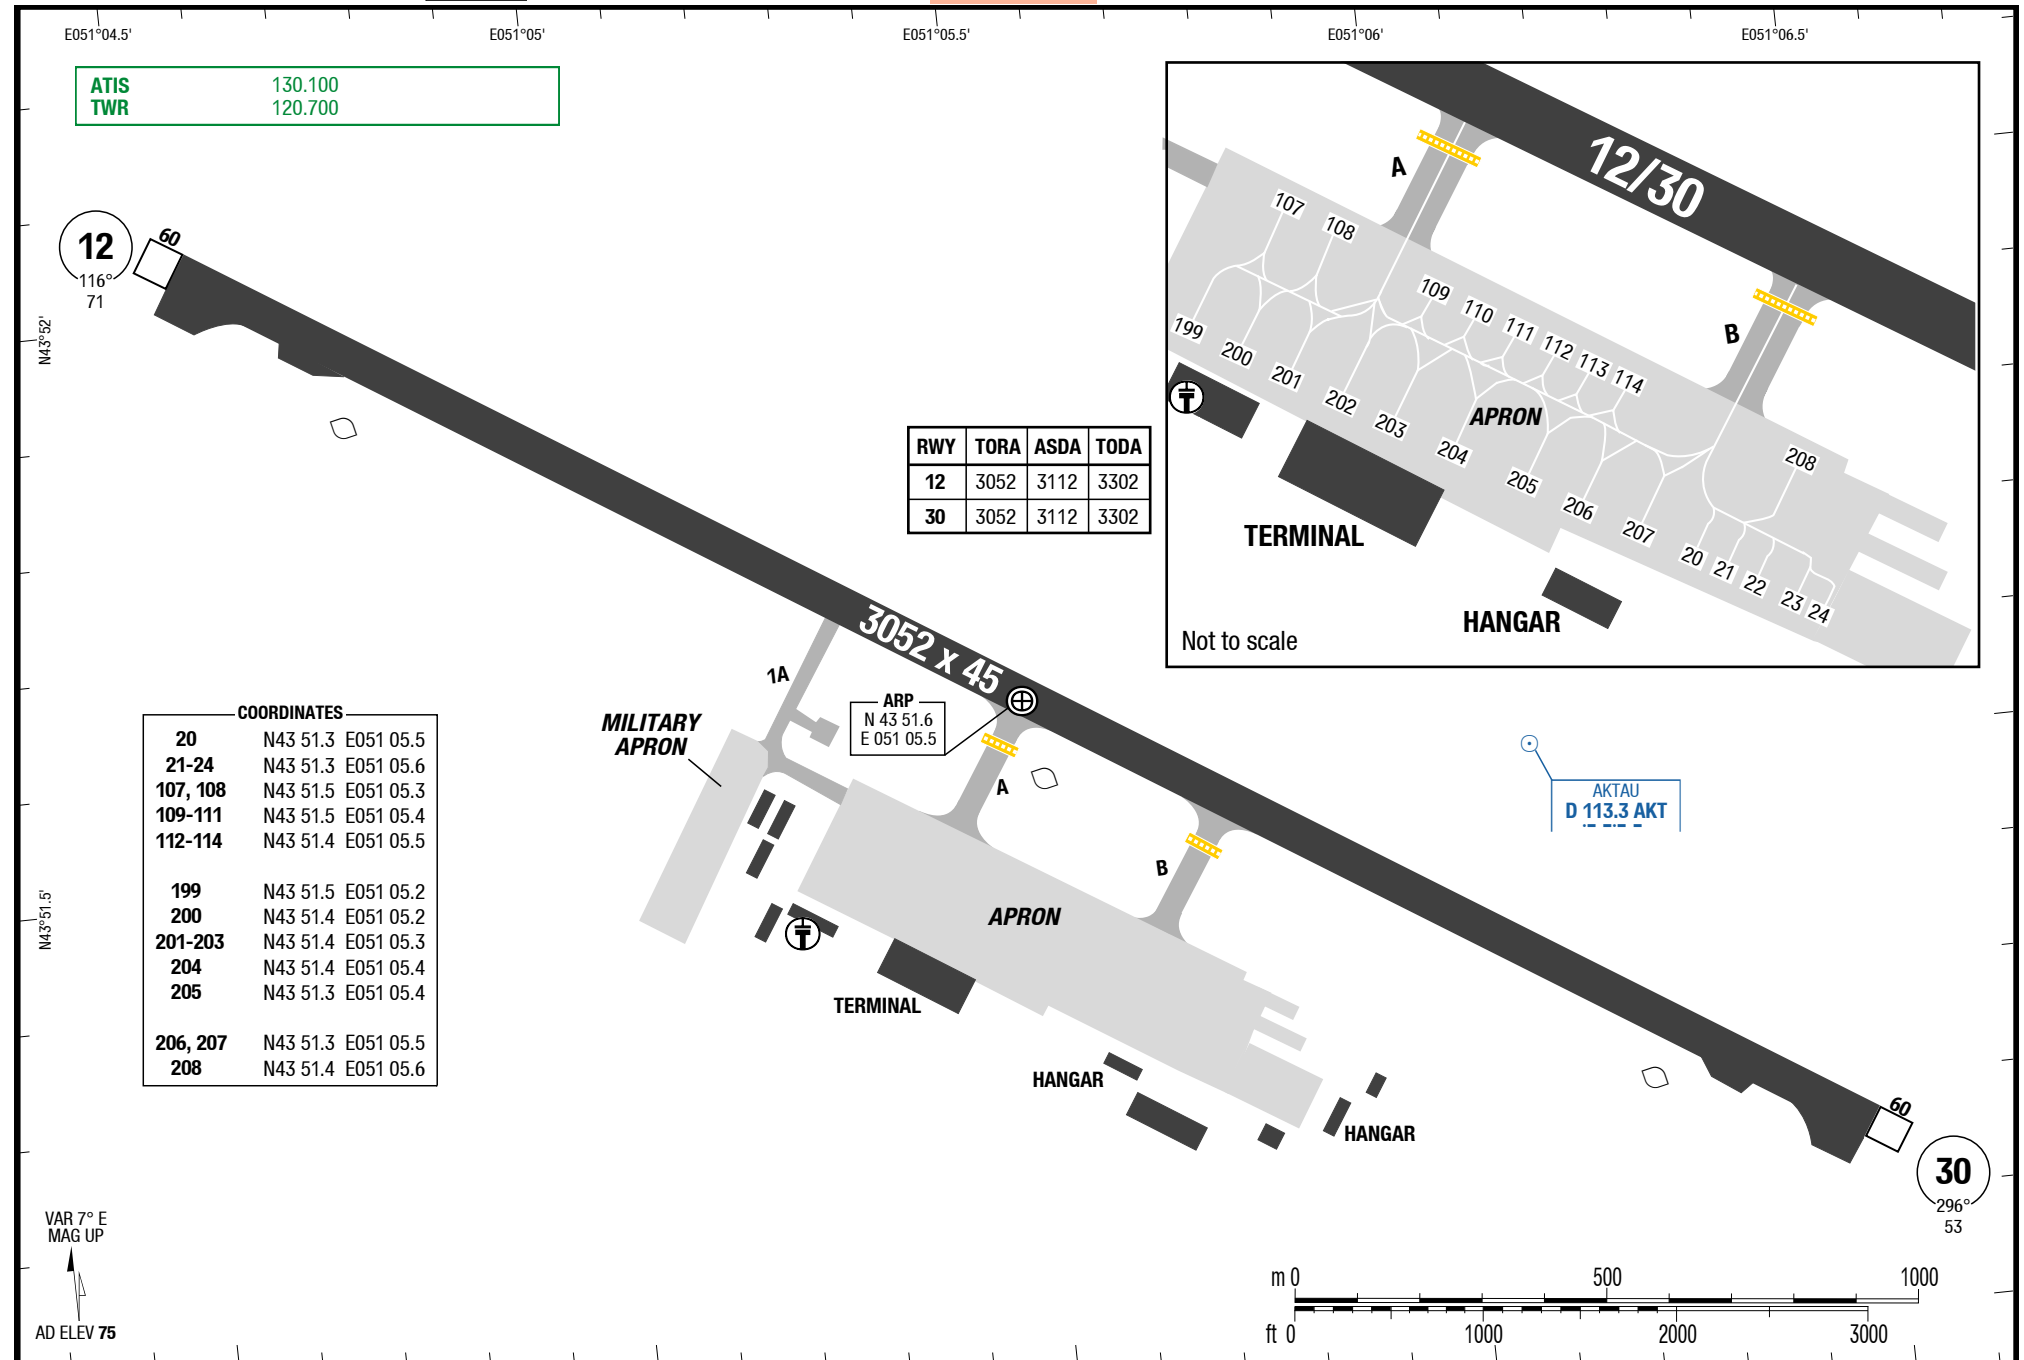 E051°04.5' E051°05' E051°05.5' E051°06' E051°06.5'
ATIS 130.100
TWR 120.700
12
116°
71
60
N43°52'
N43°51.5'
RWY TORA ASDA TODA
12 3052 3112 3302
30 3052 3112 3302
3052 x 45
1A
MILITARY
APRON
ARP
N 43 51.6
E 051 05.5
A
B
APRON
TERMINAL
HANGAR
HANGAR
COORDINATES
20 N43 51.3 E051 05.5
21-24 N43 51.3 E051 05.6
107, 108 N43 51.5 E051 05.3
109-111 N43 51.5 E051 05.4
112-114 N43 51.4 E051 05.5
199 N43 51.5 E051 05.2
200 N43 51.4 E051 05.2
201-203 N43 51.4 E051 05.3
204 N43 51.4 E051 05.4
205 N43 51.3 E051 05.4
206, 207 N43 51.3 E051 05.5
208 N43 51.4 E051 05.6
12/30
A
B
107
108
109
110
111
112
113
114
199
200
201
202
203
204
205
206
207
208
20
21
22
23
24
APRON
TERMINAL
HANGAR
Not to scale
AKTAU
D 113.3 AKT
60
30
296°
53
VAR 7° E
MAG UP
AD ELEV 75
m 0 500 1000
ft 0 1000 2000 3000